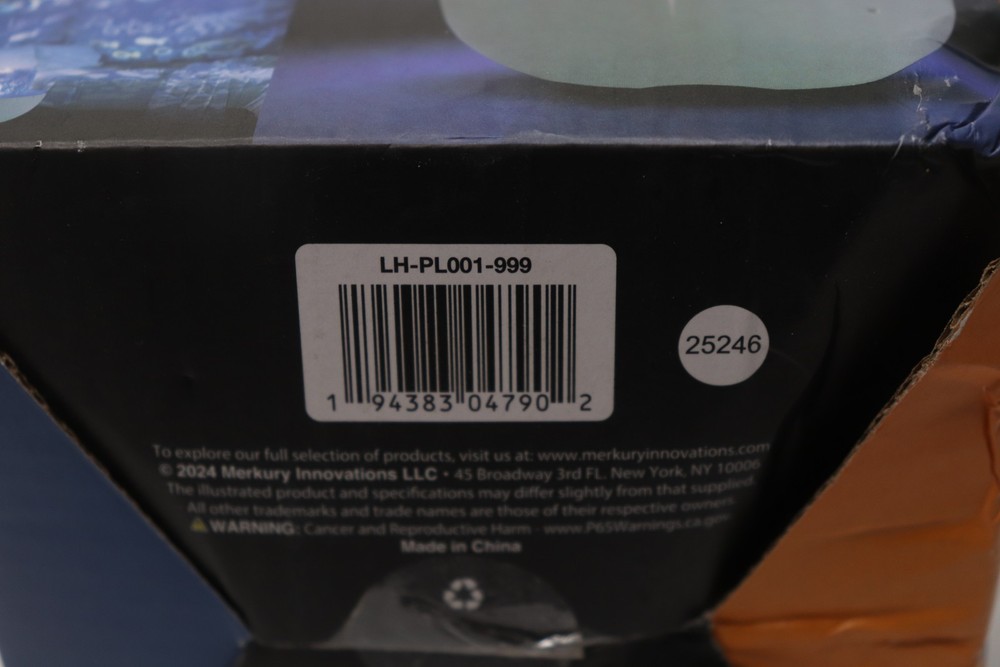 LH-PL001-999
1 94383 04790 2
25246
To explore our full selection of products, visit us at: www.merkuryinnovations.com
© 2024 Merkury Innovations LLC • 45 Broadway 3rd FL. New York, NY 10006
The illustrated product and specifications may differ slightly from that supplied.
All other trademarks and trade names are those of their respective owners.
WARNING: Cancer and Reproductive Harm - www.P65Warnings.ca.gov
Made in China